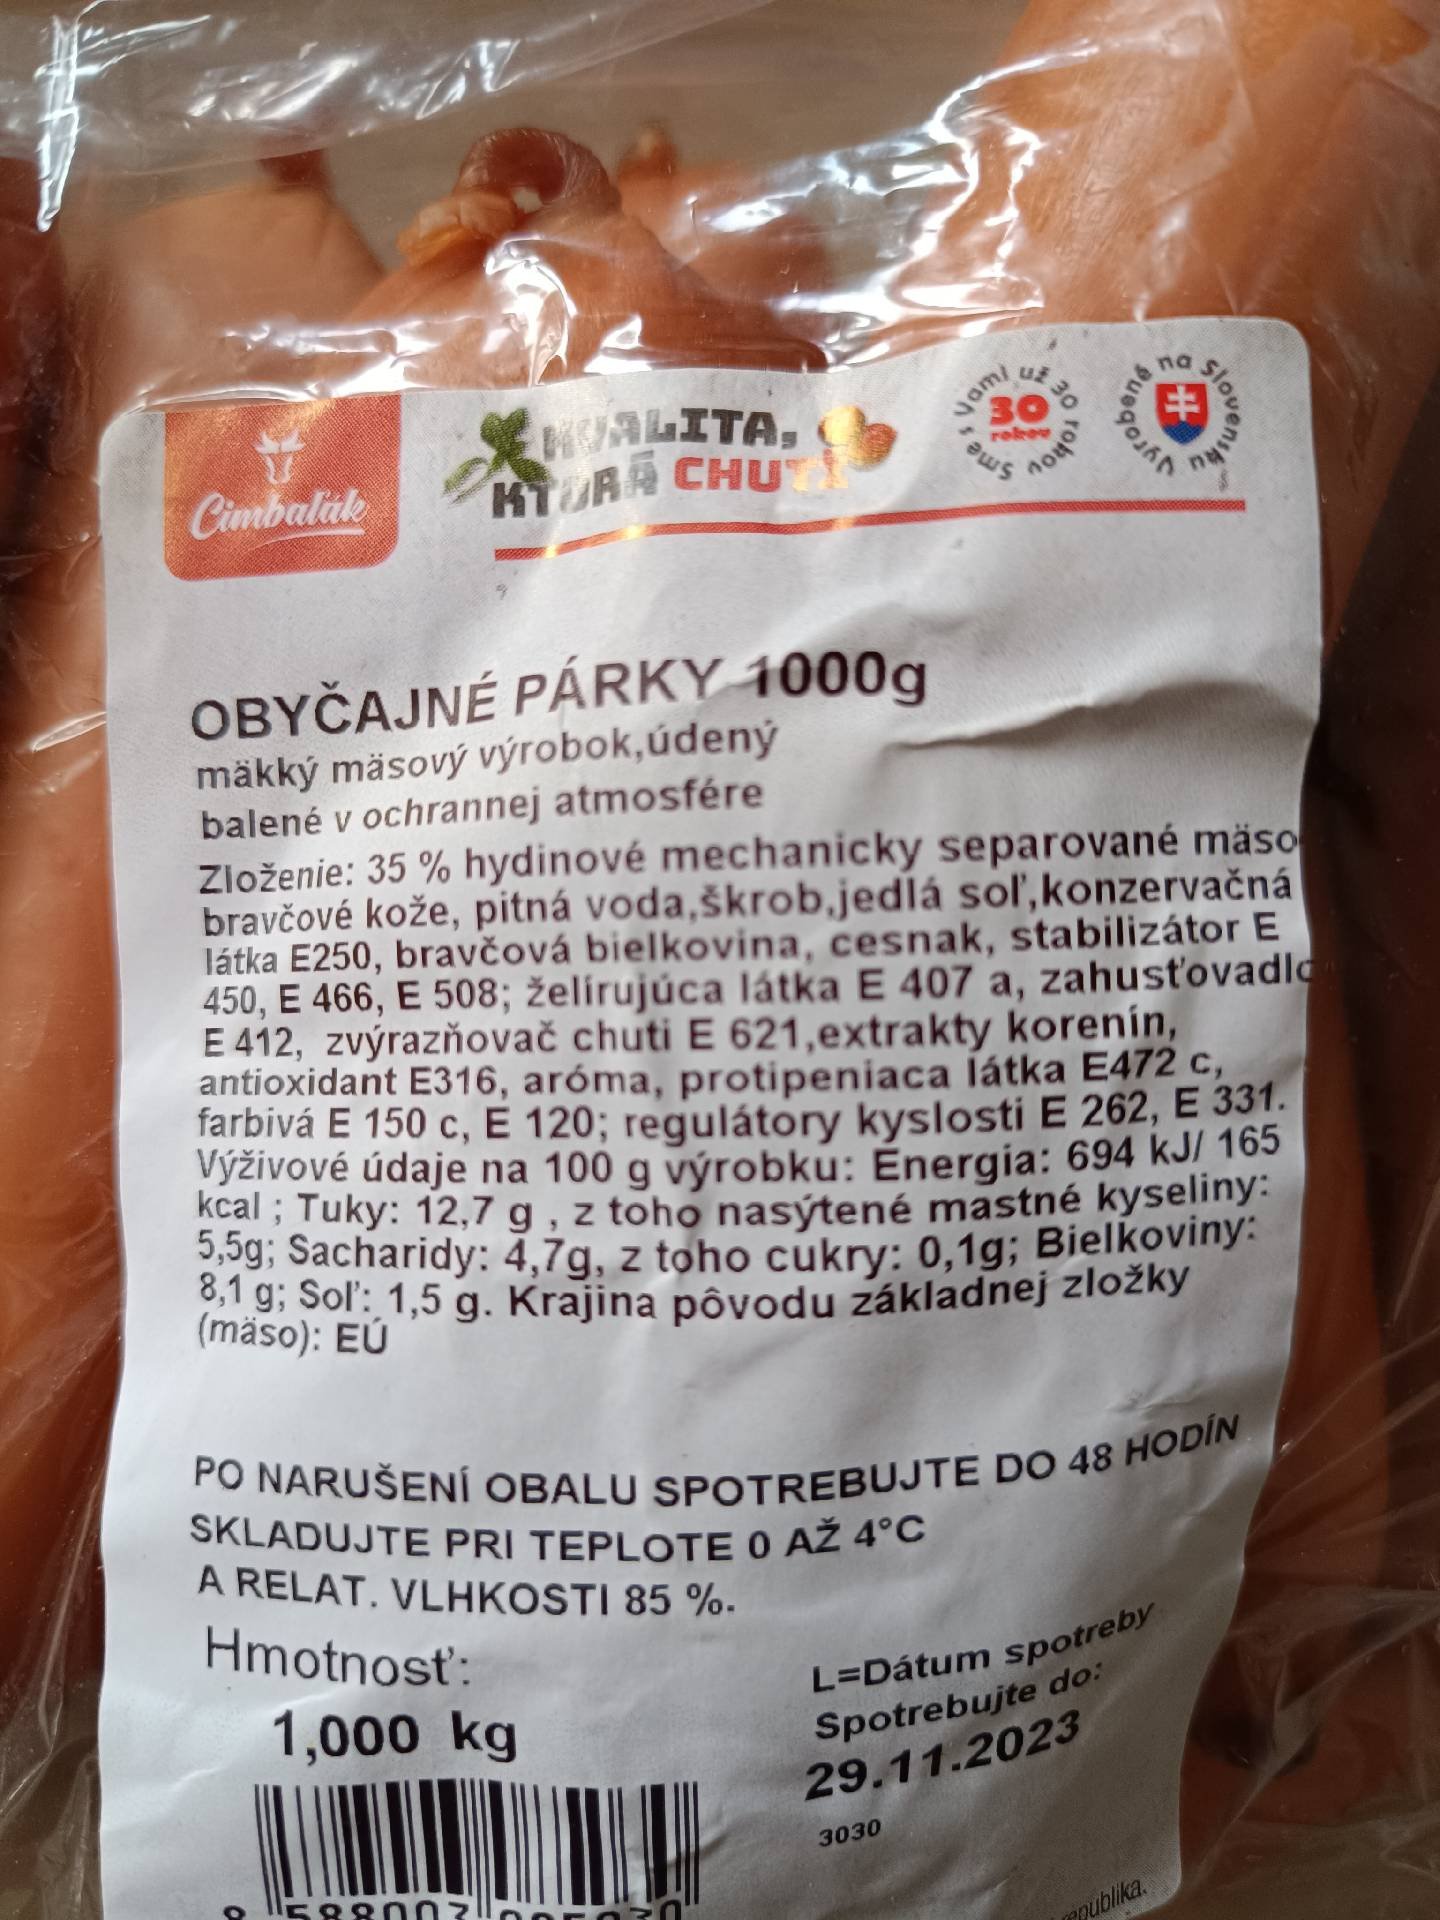 Cimbaľák
KVALITA,
KTORÁ CHUTÍ
Sme s Vami už 30 rokov
30
rokov
Vyrobené na Slovensku
OBYČAJNÉ PÁRKY 1000g
mäkký mäsový výrobok,údený
balené v ochrannej atmosfére
Zloženie: 35 % hydinové mechanicky separované mäso
bravčové kože, pitná voda,škrob,jedlá soľ,konzervačná
látka E250, bravčová bielkovina, cesnak, stabilizátor E
450, E 466, E 508; želírujúca látka E 407 a, zahusťovadlo
E 412, zvýrazňovač chuti E 621,extrakty korenín,
antioxidant E316, aróma, protipeniaca látka E472 c,
farbivá E 150 c, E 120; regulátory kyslosti E 262, E 331.
Výživové údaje na 100 g výrobku: Energia: 694 kJ/ 165
kcal ; Tuky: 12,7 g , z toho nasýtené mastné kyseliny:
5,5g; Sacharidy: 4,7g, z toho cukry: 0,1g; Bielkoviny:
8,1 g; Soľ: 1,5 g. Krajina pôvodu základnej zložky
(mäso): EÚ
PO NARUŠENÍ OBALU SPOTREBUJTE DO 48 HODÍN
SKLADUJTE PRI TEPLOTE 0 AŽ 4°C
A RELAT. VLHKOSTI 85 %.
Hmotnosť:
1,000 kg
L=Dátum spotreby
Spotrebujte do:
29.11.2023
3030